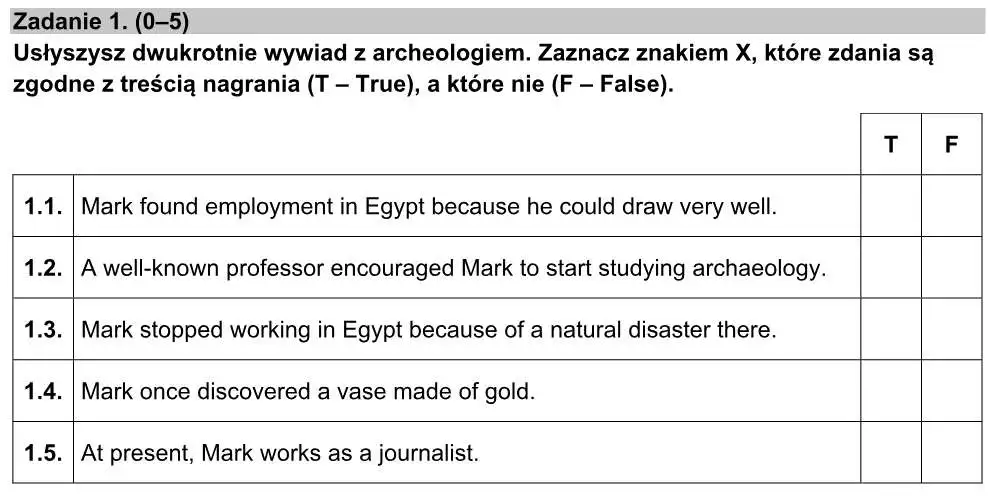 Zadanie 1. (0–5)
Usłyszysz dwukrotnie wywiad z archeologiem. Zaznacz znakiem X, które zdania są
zgodne z treścią nagrania (T – True), a które nie (F – False).
T F
1.1. Mark found employment in Egypt because he could draw very well.
1.2. A well-known professor encouraged Mark to start studying archaeology.
1.3. Mark stopped working in Egypt because of a natural disaster there.
1.4. Mark once discovered a vase made of gold.
1.5. At present, Mark works as a journalist.